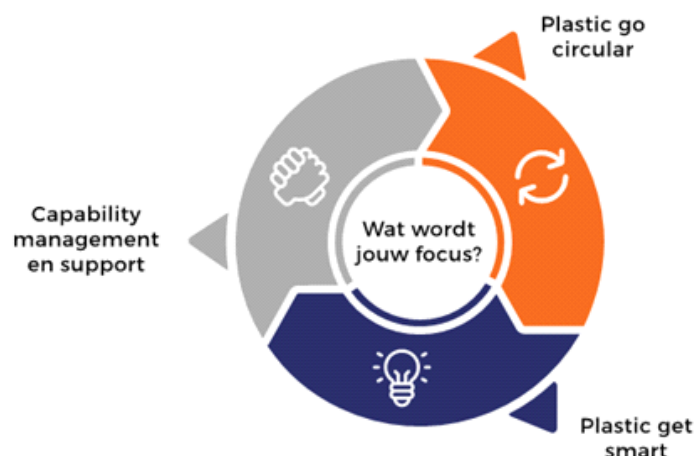 Plastic go
circular
Capability
management
en support
Wat wordt
jouw focus?
Plastic get
smart